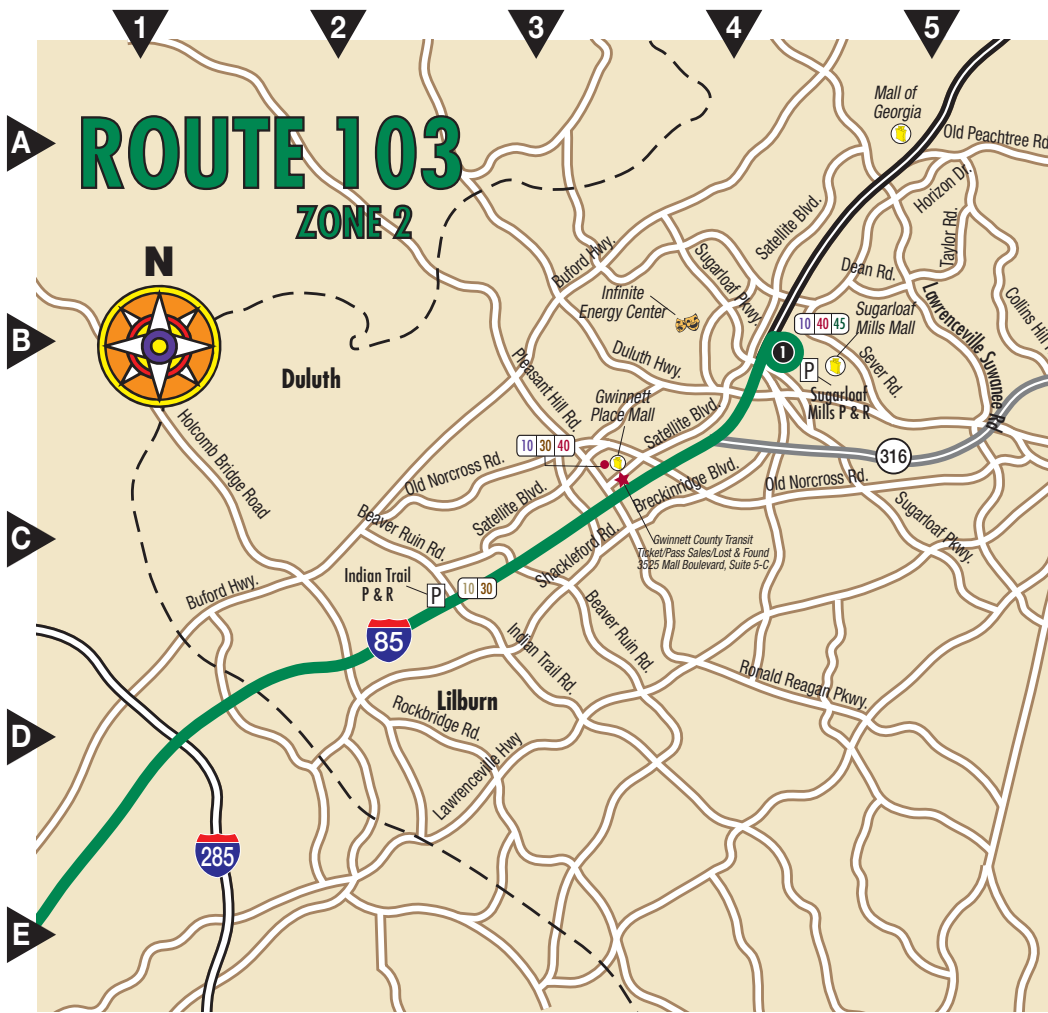 1 2 3 4 5
A
B
C
D
E
ROUTE 103
ZONE 2
N
Mall of
Georgia
Old Peachtree Rd
Horizon Dr.
Taylor Rd.
Satellite Blvd.
Buford Hwy.
Sugarloaf Pkwy.
Dean Rd.
Lawrenceville Suwanee Rd
Collins Hill R
Infinite
Energy Center
Sugarloaf
Mills Mall
10 40 45
1
P
Sugarloaf
Mills P & R
Sever Rd.
Duluth Hwy.
Duluth
Pleasant Hill Rd.
Gwinnett
Place Mall
Satellite Blvd.
10 30 40
316
Holcomb Bridge Road
Old Norcross Rd.
Satellite Blvd.
Breckinridge Blvd.
Old Norcross Rd.
Sugarloaf Pkwy.
Beaver Ruin Rd.
Shackleford Rd.
Gwinnett County Transit
Ticket/Pass Sales/Lost & Found
3525 Mall Boulevard, Suite 5-C
Indian Trail
P & R
P
10 30
Buford Hwy.
85
Beaver Ruin Rd.
Indian Trail Rd.
Ronald Reagan Pkwy.
Lilburn
Rockbridge Rd.
Lawrenceville Hwy
285